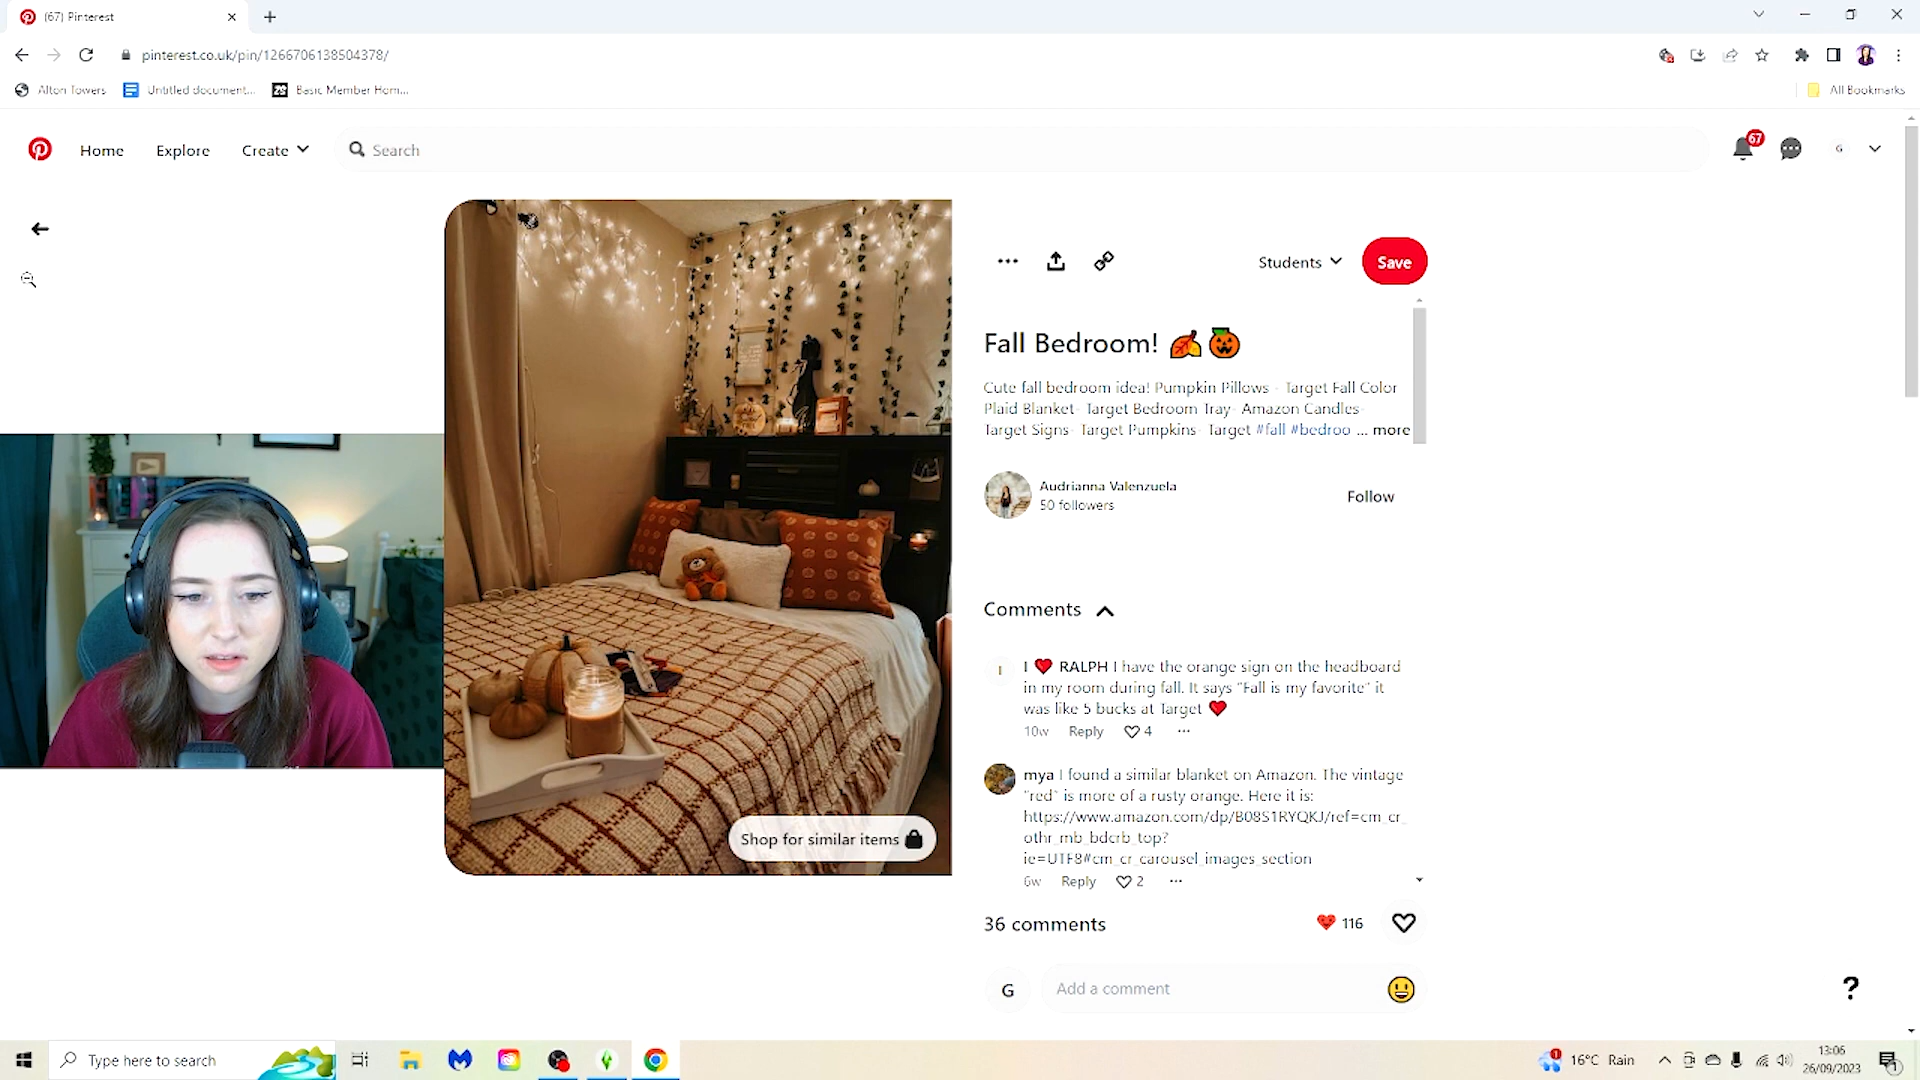 (67) Pinterest
pinterest.co.uk/pin/1266706138504378/
Alton Towers
Untitled document...
Basic Member Hom...
All Bookmarks
Home
Explore
Create
Search
67
G
Students
Save
Fall Bedroom! 🍂🎃
Cute fall bedroom idea! Pumpkin Pillows - Target Fall Color
Plaid Blanket- Target Bedroom Tray- Amazon Candles-
Target Signs- Target Pumpkins- Target #fall #bedroo ... more
Audrianna Valenzuela
50 followers
Follow
Comments
I
I ❤️ RALPH I have the orange sign on the headboard
in my room during fall. It says "Fall is my favorite" it
was like 5 bucks at Target ❤️
10w Reply 4 ...
mya I found a similar blanket on Amazon. The vintage
"red" is more of a rusty orange. Here it is:
https://www.amazon.com/dp/B08S1RYQKJ/ref=cm_cr_
othr_mb_bdcrb_top?
ie=UTF8#cm_cr_carousel_images_section
6w Reply 2 ...
Shop for similar items
36 comments
116
G
Add a comment
?
Type here to search
1
16°C Rain
13:06
26/09/2023
1